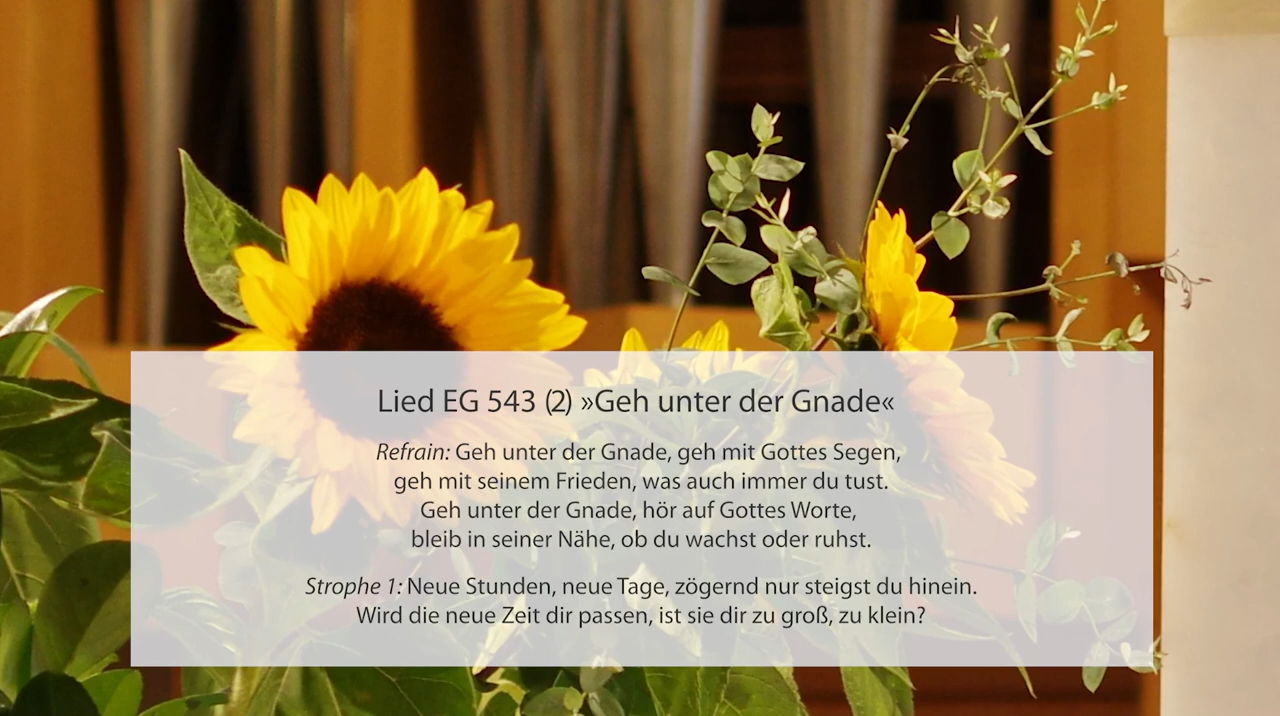 Lied EG 543 (2) »Geh unter der Gnade«
Refrain: Geh unter der Gnade, geh mit Gottes Segen,
geh mit seinem Frieden, was auch immer du tust.
Geh unter der Gnade, hör auf Gottes Worte,
bleib in seiner Nähe, ob du wachst oder ruhst.
Strophe 1: Neue Stunden, neue Tage, zögernd nur steigst du hinein.
Wird die neue Zeit dir passen, ist sie dir zu groß, zu klein?